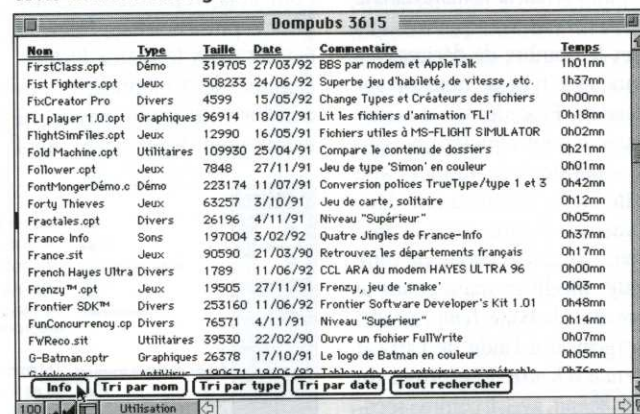 Dompubs 3615
Nom Type Taille Date Commentaire Temps
FirstClass.cpt Démo 319705 27/03/92 BBS par modem et AppleTalk 1h01mn
Fist Fighters.cpt Jeux 508233 24/06/92 Superbe jeu d'habileté, de vitesse, etc. 1h37mn
FixCreator Pro Divers 4599 15/05/92 Change Types et Créateurs des fichiers 0h00mn
FLI player 1.0.cpt Graphiques 96914 18/07/91 Lit les fichiers d'animation 'FLI' 0h18mn
FlightSimFiles.cpt Jeux 12990 16/05/91 Fichiers utiles à MS-FLIGHT SIMULATOR 0h02mn
Fold Machine.cpt Utilitaires 109930 25/04/91 Compare le contenu de dossiers 0h21mn
Follower.cpt Jeux 7848 27/11/91 Jeu de type 'Simon' en couleur 0h01mn
FontMongerDémo.c Démo 223174 11/07/91 Conversion polices TrueType/type 1 et 3 0h42mn
Forty Thieves Jeux 63257 3/10/91 Jeu de carte, solitaire 0h12mn
Fractales.cpt Divers 26196 4/11/91 Niveau "Supérieur" 0h05mn
France Info Sons 197004 3/02/92 Quatre Jingles de France-Info 0h37mn
France.sit Jeux 90590 21/03/90 Retrouvez les départements français 0h17mn
French Hayes Ultra Divers 1789 11/06/92 CCL ARA du modem HAYES ULTRA 96 0h00mn
Frenzy™.cpt Jeux 19505 27/11/91 Frenzy, jeu de 'snake' 0h03mn
Frontier SDK™ Divers 253160 11/06/92 Frontier Software Developer's Kit 1.01 0h48mn
FunConcurrency.cp Divers 76571 4/11/91 Niveau "Supérieur" 0h14mn
FWReco.sit Utilitaires 39530 22/02/90 Ouvre un fichier FullWrite 0h07mn
G-Batman.cptr Graphiques 26378 17/10/91 Le logo de Batman en couleur 0h05mn
Gatekeeper AntiVirus 190671 19/06/92 Tableau de bord antivirus paramétrable 0h36mn
Info Tri par nom Tri par type Tri par date Tout rechercher
100 Utilisation